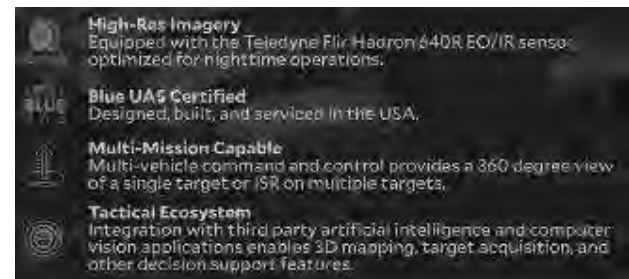 High-Res Imagery
Equipped with the Teledyne Flir Hadron 640R EO/IR sensor
optimized for nighttime operations.
BLUE
Blue UAS Certified
Designed, built, and serviced in the USA.
Multi-Mission Capable
Multi-vehicle command and control provides a 360 degree view
of a single target or ISR on multiple targets.
Tactical Ecosystem
Integration with third party artificial intelligence and computer
vision applications enables 3D mapping, target acquisition, and
other decision support features.